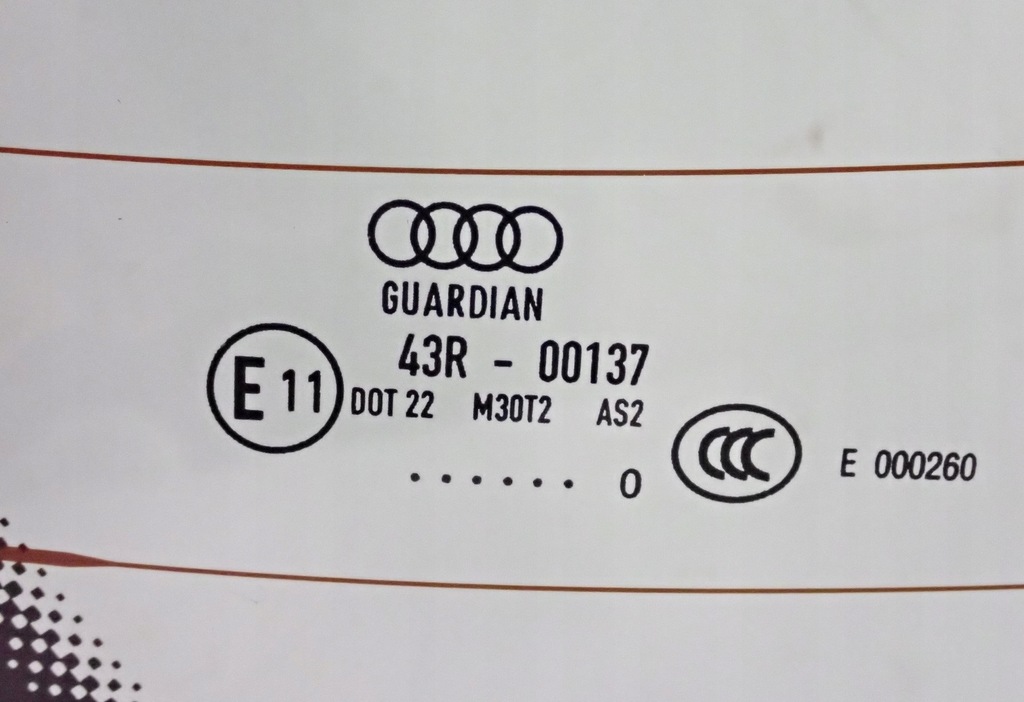 GUARDIAN
43R - 00137
E 11
DOT 22 M30T2 AS2
...... 0
CCC
E 000260